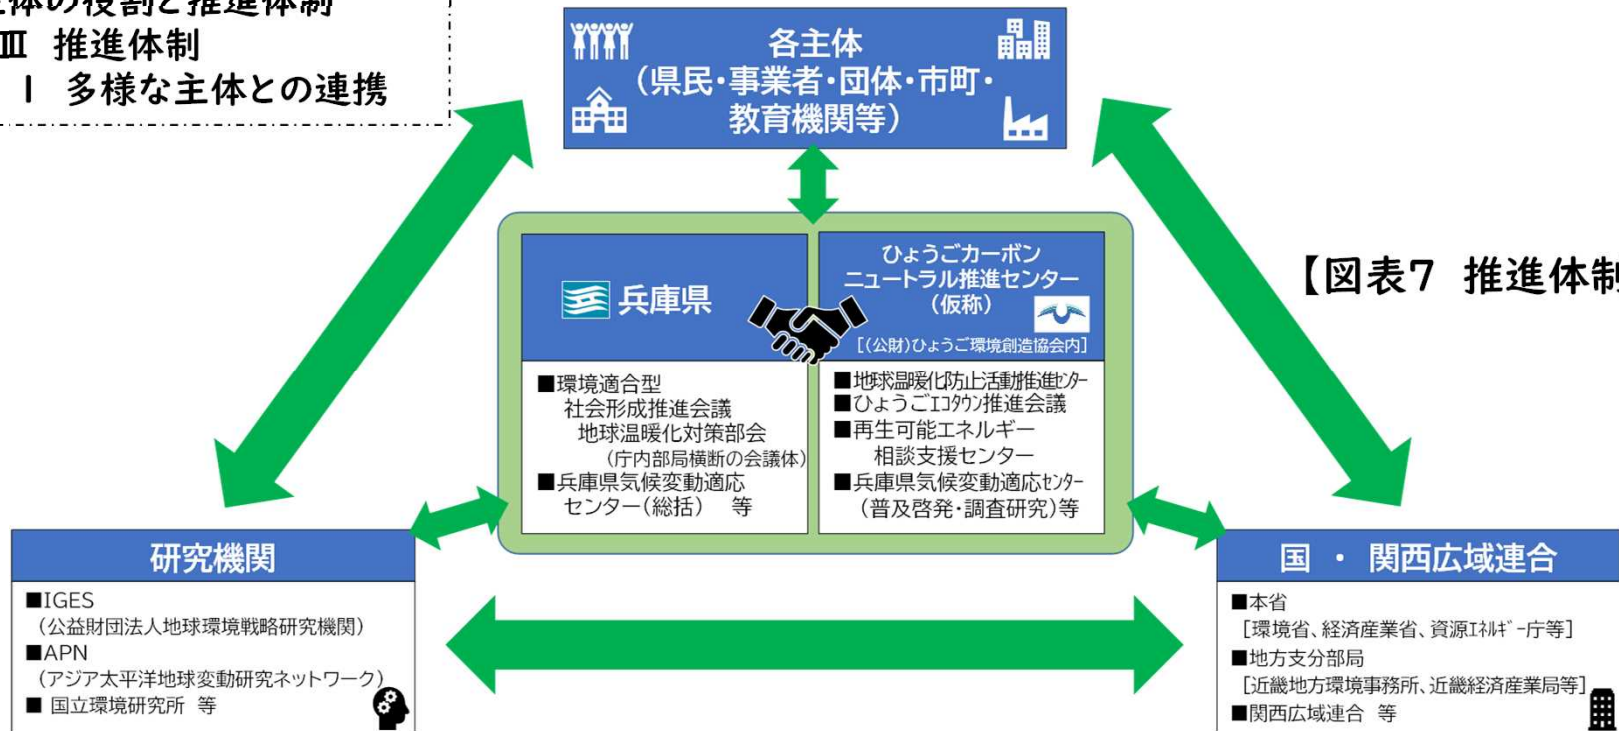 主体の役割と推進体制
Ⅲ 推進体制
1 多様な主体との連携
各主体
(県民・事業者・団体・市町・
教育機関等)
【図表7 推進体制
兵庫県
■環境適合型
社会形成推進会議
地球温暖化対策部会
(庁内部局横断の会議体)
■兵庫県気候変動適応
センター(総括) 等
ひょうごカーボン
ニュートラル推進センター
(仮称)
[(公財)ひょうご環境創造協会内]
■地球温暖化防止活動推進センター
■ひょうごエコタウン推進会議
■再生可能エネルギー
相談支援センター
■兵庫県気候変動適応センター
(普及啓発・調査研究)等
研究機関
■IGES
(公益財団法人地球環境戦略研究機関)
■APN
(アジア太平洋地球変動研究ネットワーク)
■ 国立環境研究所 等
国 ・ 関西広域連合
■本省
[環境省、経済産業省、資源エネルギー庁等]
■地方支分部局
[近畿地方環境事務所、近畿経済産業局等]
■関西広域連合 等